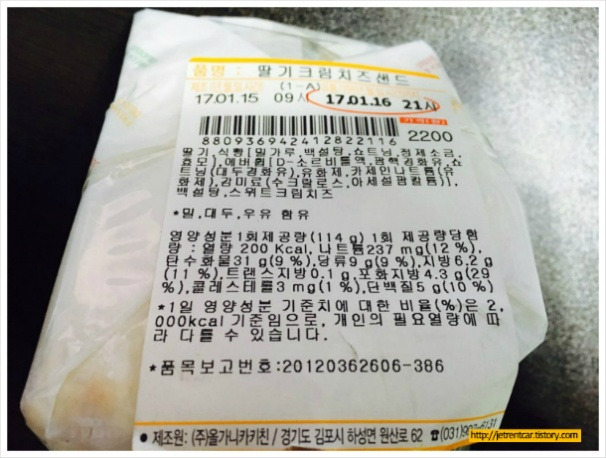 품명 : 딸기크림치즈샌드
(1-A)
17.01.15 09시 17.01.16 21시
880936942412822116 2200
딸기,식빵[밀가루,백설탕,쇼트닝,정제소금,
효모],에버휩[D-소르비톨액,팜핵경화유,쇼
트닝(대두경화유),유화제,카제인나트륨(유
화제),감미료(수크랄로스,아세설팜칼륨)],
백설탕,스위트크림치즈
*밀,대두,우유 함유
영양성분1회제공량(114 g) 1회 제공량당함
량 : 열량 200 Kcal, 나트륨237 mg(12 %),
탄수화물31 g(9 %),당류9 g(9 %),지방6.2 g
(11 %),트랜스지방0.1 g,포화지방4.3 g(29
%),콜레스테롤3 mg(1 %),단백질5 g(10 %)
*1일 영양성분 기준치에 대한 비율(%)은 2,
000kcal기준임으로, 개인의 필요열량에 따
라 다를 수 있습니다.
*품목보고번호:20120362606-386
• 제조원: (주)올가니카키친 / 경기도 김포시 하성면 원산로 62 ☎(031)
http://jetrentcar.tistory.com